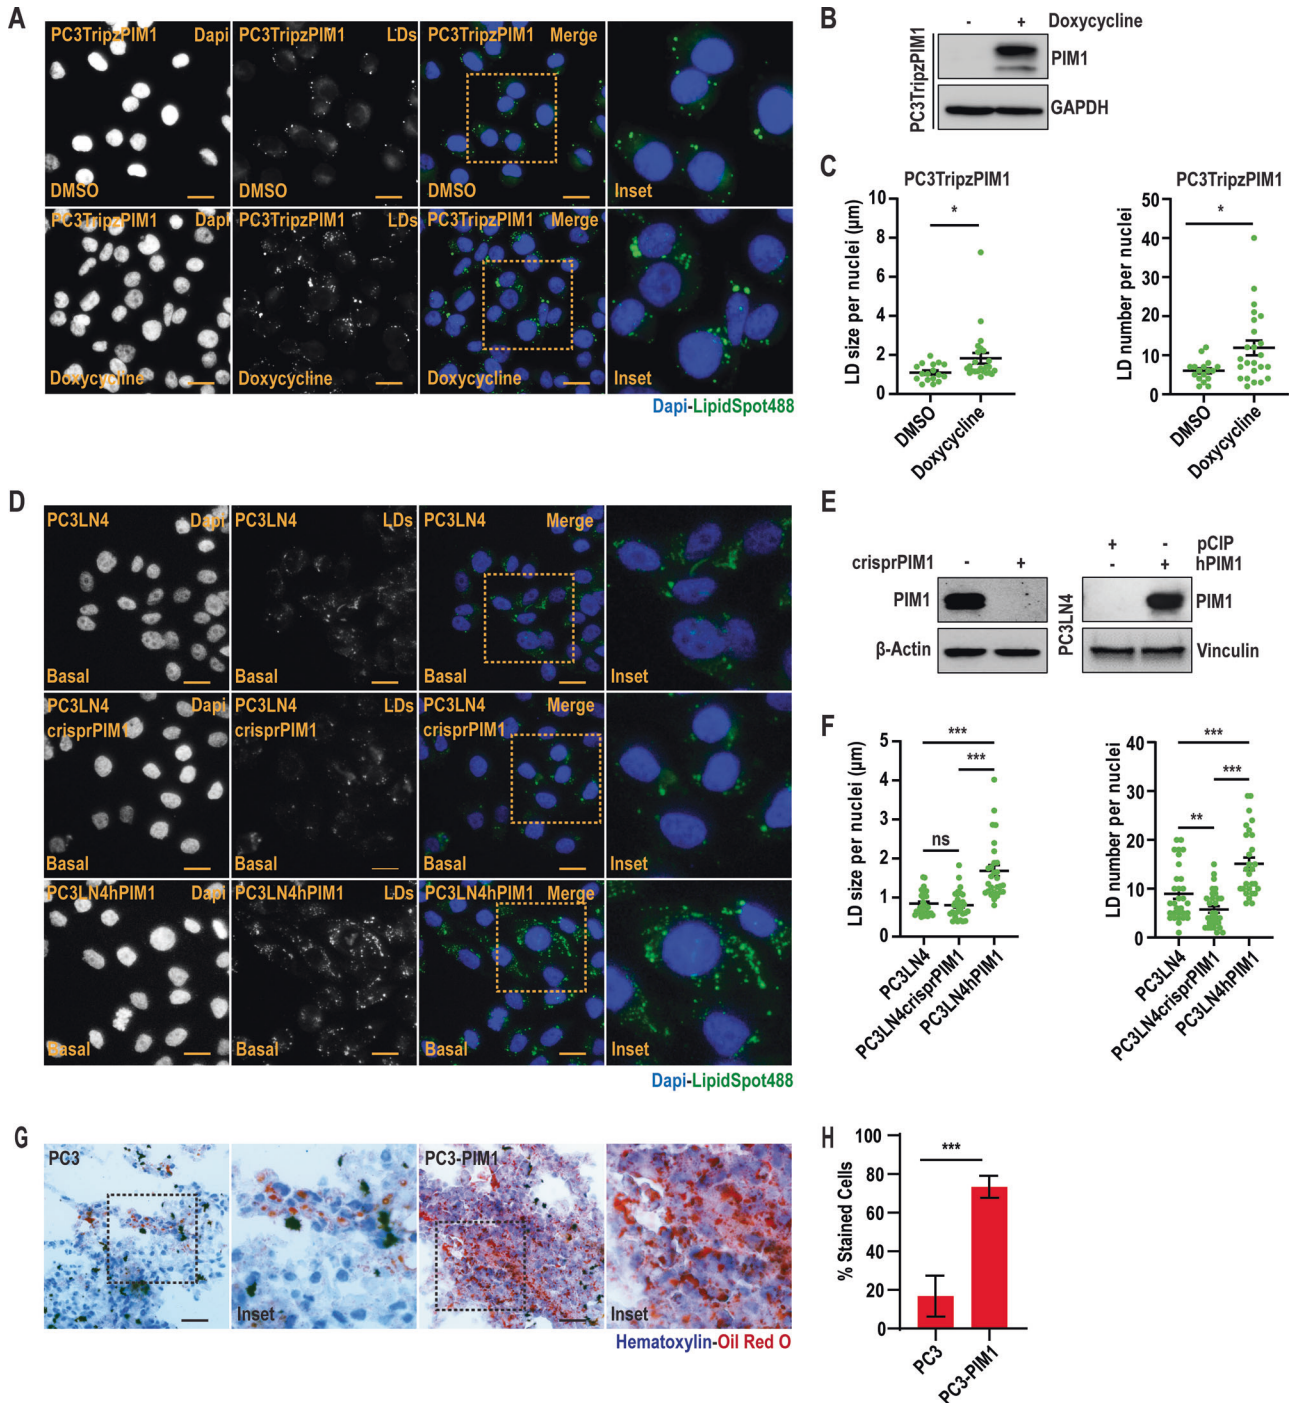 A
PC3TripzPIM1 Dapi
DMSO
PC3TripzPIM1 LDs
DMSO
PC3TripzPIM1 Merge
DMSO
Inset
PC3TripzPIM1 Dapi
Doxycycline
PC3TripzPIM1 LDs
Doxycycline
PC3TripzPIM1 Merge
Doxycycline
Inset
Dapi-LipidSpot488
B
- + Doxycycline
PC3TripzPIM1
PIM1
GAPDH
C
PC3TripzPIM1
LD size per nuclei (µm)
10
8
6
4
2
0
*
DMSO
Doxycycline
PC3TripzPIM1
LD number per nuclei
50
40
30
20
10
0
*
DMSO
Doxycycline
D
PC3LN4 Dapi
Basal
PC3LN4 LDs
Basal
PC3LN4 Merge
Basal
Inset
PC3LN4 Dapi
crisprPIM1
Basal
PC3LN4 LDs
crisprPIM1
Basal
PC3LN4 Merge
crisprPIM1
Basal
Inset
PC3LN4hPIM1 Dapi
Basal
PC3LN4hPIM1 LDs
Basal
PC3LN4hPIM1 Merge
Basal
Inset
Dapi-LipidSpot488
E
crisprPIM1 - +
PIM1
β-Actin
PC3LN4
+ - pCIP
- + hPIM1
PIM1
Vinculin
F
LD size per nuclei (µm)
5
4
3
2
1
0
***
***
ns
PC3LN4
PC3LN4crisprPIM1
PC3LN4hPIM1
LD number per nuclei
40
30
20
10
0
***
***
**
PC3LN4
PC3LN4crisprPIM1
PC3LN4hPIM1
G
PC3
Inset
PC3-PIM1
Inset
Hematoxylin-Oil Red O
H
% Stained Cells
100
80
60
40
20
0
***
PC3
PC3-PIM1